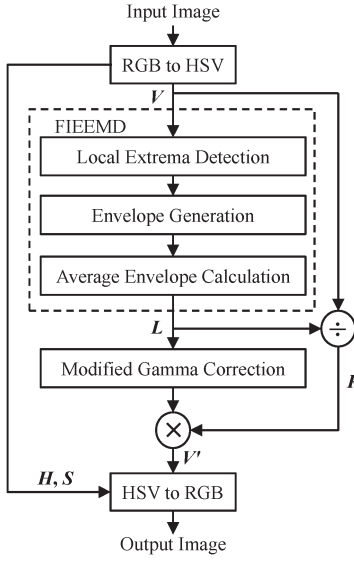 Input Image
RGB to HSV
V
FIEEMD
Local Extrema Detection
Envelope Generation
Average Envelope Calculation
L
÷
Modified Gamma Correction
×
V'
H, S
HSV to RGB
Output Image